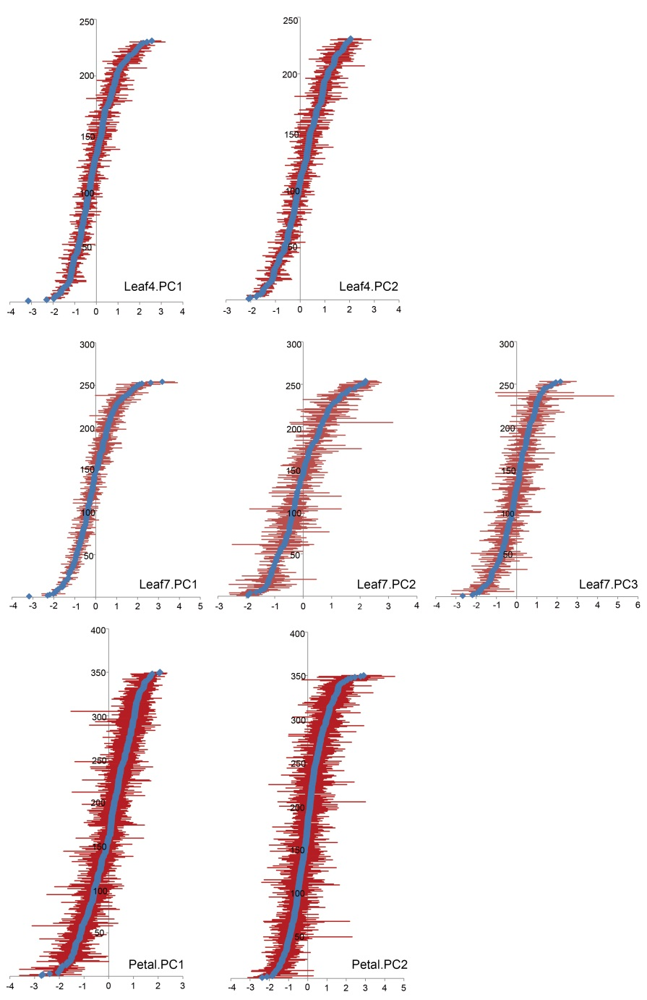 250 250
200 200
150 150
100 100
50 50
Leaf4.PC1 Leaf4.PC2
-4 -3 -2 -1 0 1 2 3 4 -3 -2 -1 0 1 2 3 4
300 300 300
250 250 250
200 200 200
150 150 150
100 100 100
50 50 50
Leaf7.PC1 Leaf7.PC2 Leaf7.PC3
-4 -3 -2 -1 0 1 2 3 4 5 -3 -2 -1 0 1 2 3 4 -4 -3 -2 -1 0 1 2 3 4 5 6
400 400
350 350
300 300
250 250
200 200
150 150
100 100
50 50
Petal.PC1 Petal.PC2
-4 -3 -2 -1 0 1 2 3 -4 -3 -2 -1 0 1 2 3 4 5